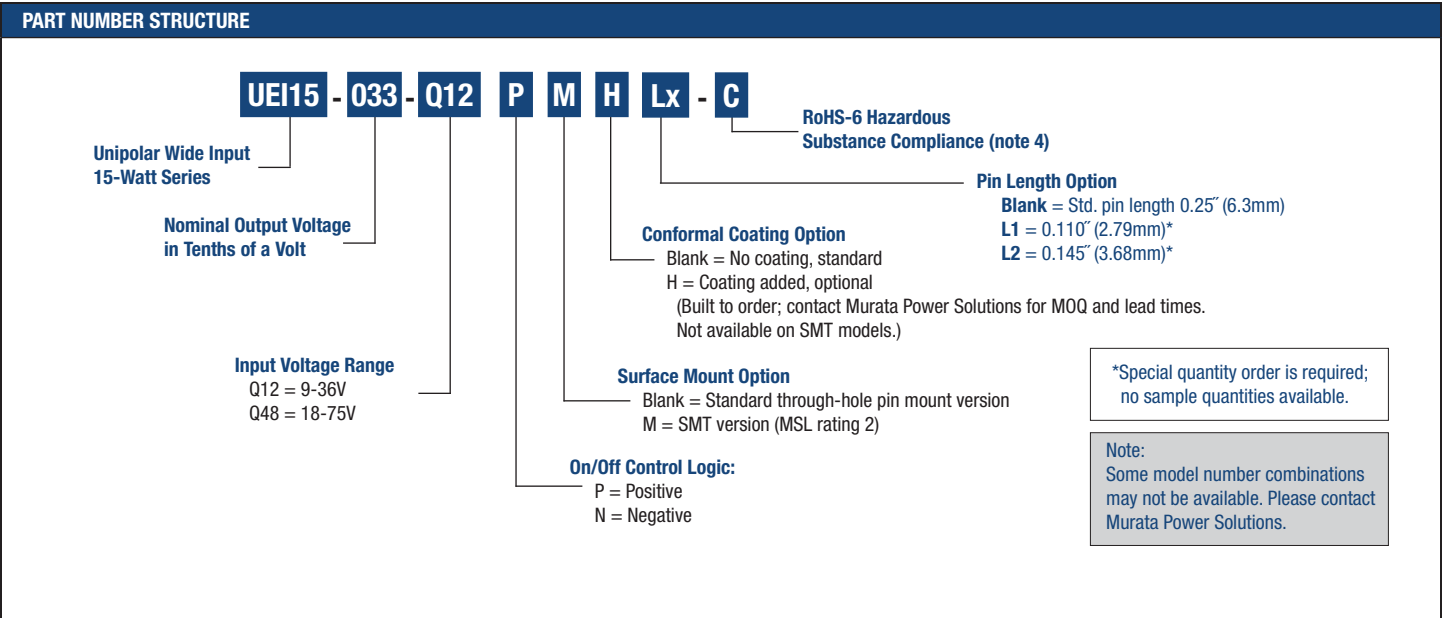 PART NUMBER STRUCTURE
UEI15 - 033 - Q12 P M H Lx - C
RoHS-6 Hazardous
Substance Compliance (note 4)
Unipolar Wide Input
15-Watt Series
Pin Length Option
Blank = Std. pin length 0.25˝ (6.3mm)
L1 = 0.110˝ (2.79mm)*
L2 = 0.145˝ (3.68mm)*
Nominal Output Voltage
in Tenths of a Volt
Conformal Coating Option
Blank = No coating, standard
H = Coating added, optional
(Built to order; contact Murata Power Solutions for MOQ and lead times.
Not available on SMT models.)
Input Voltage Range
Q12 = 9-36V
Q48 = 18-75V
Surface Mount Option
Blank = Standard through-hole pin mount version
M = SMT version (MSL rating 2)
*Special quantity order is required;
no sample quantities available.
On/Off Control Logic:
P = Positive
N = Negative
Note:
Some model number combinations
may not be available. Please contact
Murata Power Solutions.